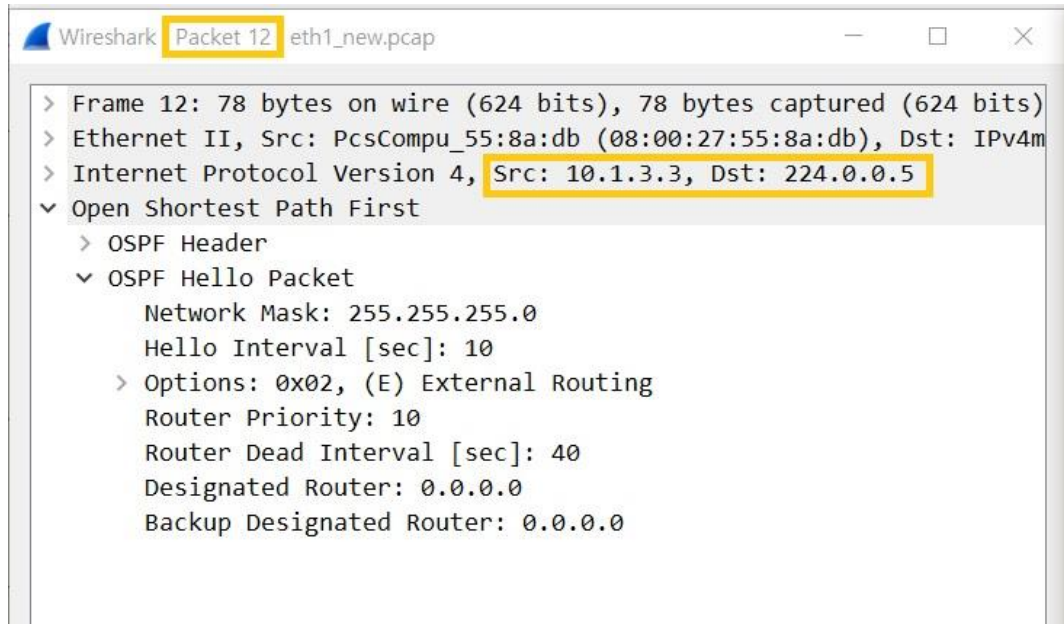 Wireshark Packet 12 eth1_new.pcap
Frame 12: 78 bytes on wire (624 bits), 78 bytes captured (624 bits)
Ethernet II, Src: PcsCompu_55:8a:db (08:00:27:55:8a:db), Dst: IPv4m
Internet Protocol Version 4, Src: 10.1.3.3, Dst: 224.0.0.5
Open Shortest Path First
OSPF Header
OSPF Hello Packet
Network Mask: 255.255.255.0
Hello Interval [sec]: 10
Options: 0x02, (E) External Routing
Router Priority: 10
Router Dead Interval [sec]: 40
Designated Router: 0.0.0.0
Backup Designated Router: 0.0.0.0